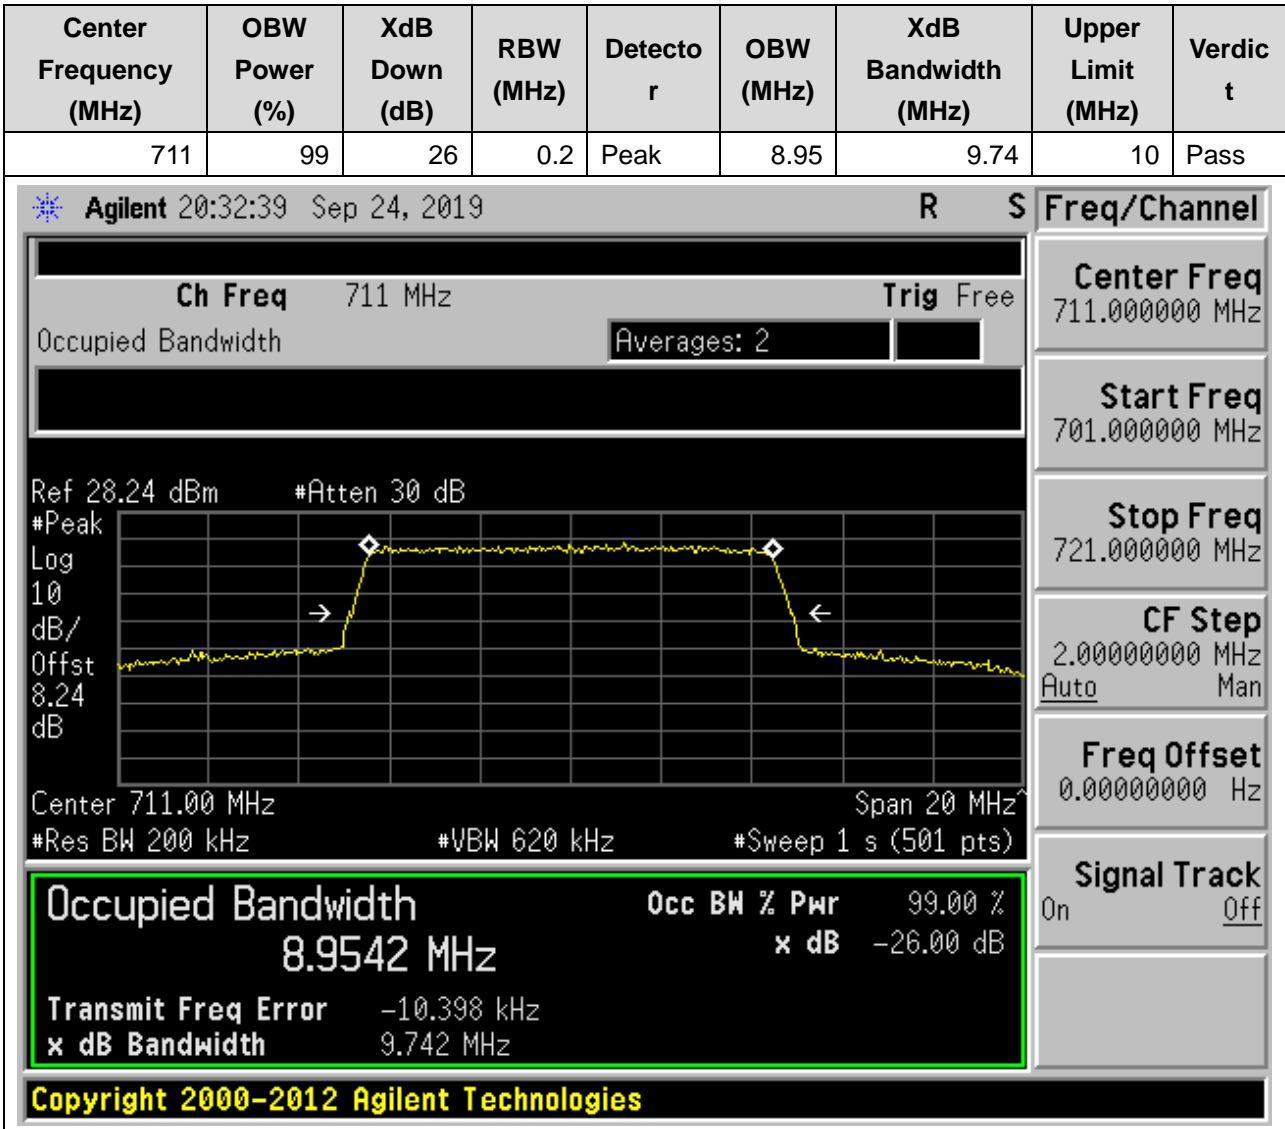 Center Frequency (MHz) OBW Power (%) XdB Down (dB) RBW (MHz) Detecto r OBW (MHz) XdB Bandwidth (MHz) Upper Limit (MHz) Verdic t
711 99 26 0.2 Peak 8.95 9.74 10 Pass
Agilent 20:32:39 Sep 24, 2019 R S
Ch Freq 711 MHz Trig Free
Occupied Bandwidth Averages: 2
Ref 28.24 dBm #Atten 30 dB
#Peak
Log
10
dB/
Offst
8.24
dB
Center 711.00 MHz Span 20 MHz^
#Res BW 200 kHz #VBW 620 kHz #Sweep 1 s (501 pts)
Occupied Bandwidth Occ BW % Pwr 99.00 %
8.9542 MHz x dB -26.00 dB
Transmit Freq Error -10.398 kHz
x dB Bandwidth 9.742 MHz
Copyright 2000-2012 Agilent Technologies
Freq/Channel
Center Freq
711.000000 MHz
Start Freq
701.000000 MHz
Stop Freq
721.000000 MHz
CF Step
2.00000000 MHz
Auto Man
Freq Offset
0.00000000 Hz
Signal Track
On Off